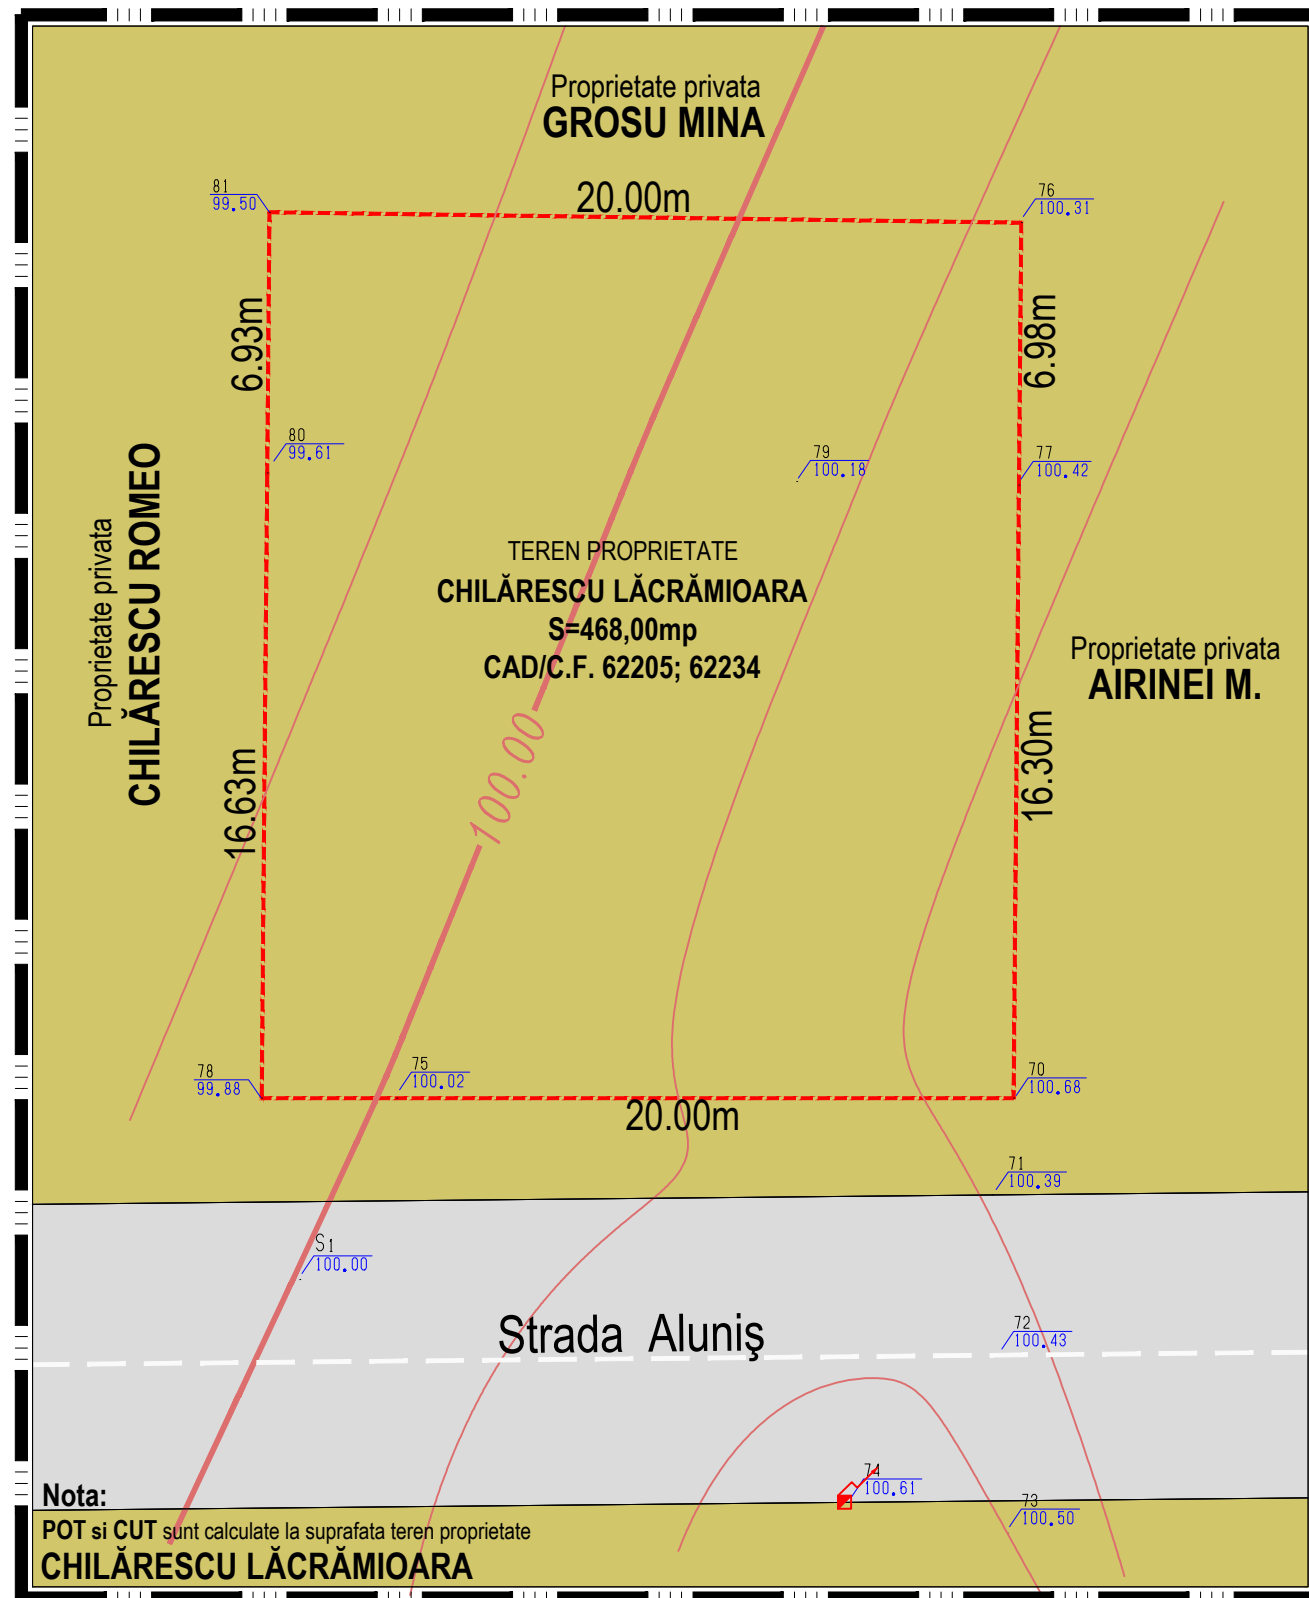 Proprietate privata
GROSU MINA
81
99.50
20.00m
76
100.31
6.93m
6.98m
80
99.61
79
100.18
77
100.42
Proprietate privata
CHILĂRESCU ROMEO
TEREN PROPRIETATE
CHILĂRESCU LĂCRĂMIOARA
S=468,00mp
CAD/C.F. 62205; 62234
Proprietate privata
AIRINEI M.
100.00
16.63m
16.30m
78
99.88
75
100.02
70
100.68
20.00m
71
100.39
S1
100.00
Strada Aluniş
72
100.43
74
100.61
73
100.50
Nota:
POT si CUT sunt calculate la suprafata teren proprietate
CHILĂRESCU LĂCRĂMIOARA